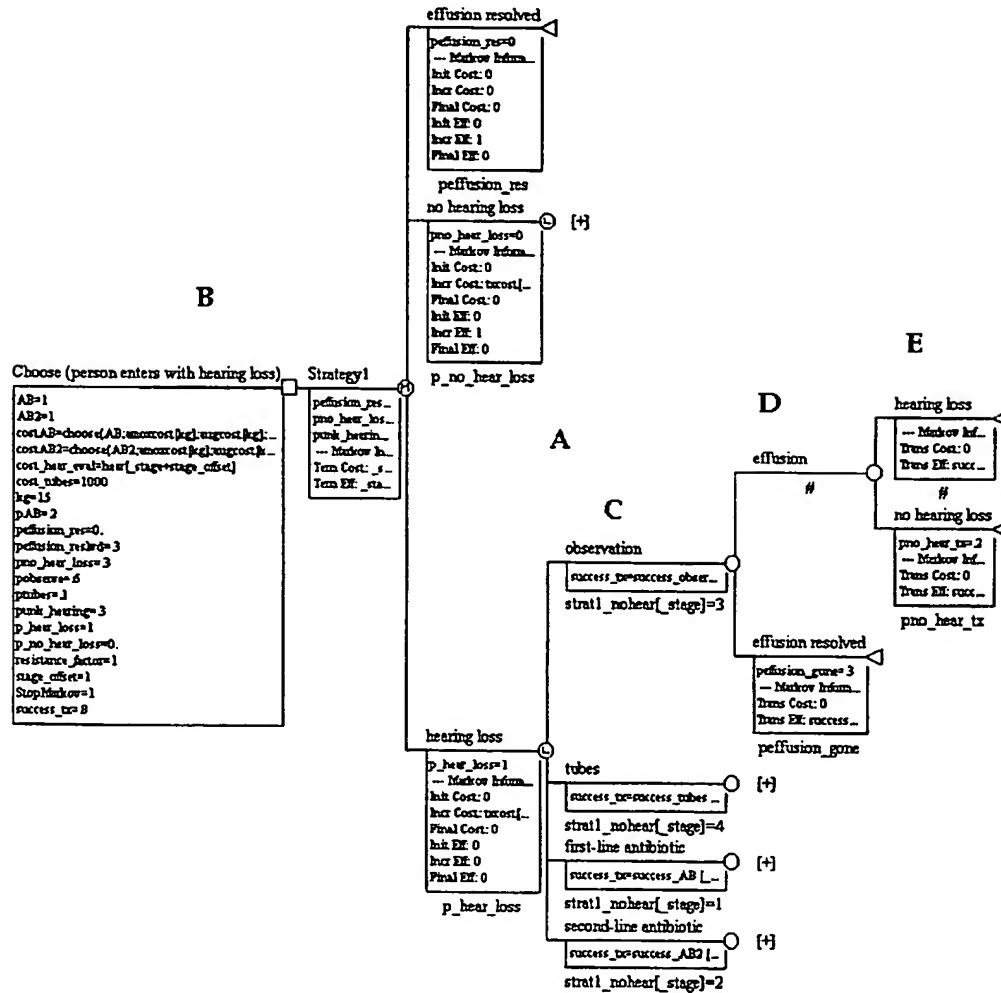 effusion resolved
peffusion_res=0
--- Markov Inform...
Init Cost: 0
Incr Cost: 0
Final Cost: 0
Init Eff: 0
Incr Eff: 1
Final Eff: 0
peffusion_res
no hearing loss
[+]
pno_hear_loss=0
--- Markov Inform...
Init Cost: 0
Incr Cost: txcost[...
Final Cost: 0
Init Eff: 0
Incr Eff: 1
Final Eff: 0
p_no_hear_loss
B
Choose (person enters with hearing loss)
AB=1
AB2=1
costAB=choose(AB;amoxcost[kg];augcost[kg];...
costAB2=choose(AB2;amoxcost[kg];augcost[k...
cost_hear_eval=hear[_stage+stage_offset]
cost_tubes=1000
kg=15
pAB=.2
peffusion_res=0.
peffusion_reslvd=.3
pno_hear_loss=.3
pobserve=.6
ptubes=.1
punk_hearing=.3
p_hear_loss=1
p_no_hear_loss=0.
resistance_factor=1
stage_offset=1
StopMarkov=1
success_tx=.8
Strategy1
M
peffusion_res...
pno_hear_los...
punk_hearin...
--- Markov In...
Term Cost: _s...
Term Eff: _sta...
hearing loss
L
p_hear_loss=1
--- Markov Inform...
Init Cost: 0
Incr Cost: txcost[...
Final Cost: 0
Init Eff: 0
Incr Eff: 0
Final Eff: 0
p_hear_loss
A
C
observation
success_tx=success_obser...
strat1_nohear[_stage]=3
tubes
[+]
success_tx=success_tubes ...
strat1_nohear[_stage]=4
first-line antibiotic
[+]
success_tx=success_AB [_...
strat1_nohear[_stage]=1
second-line antibiotic
[+]
success_tx=success_AB2 [...
strat1_nohear[_stage]=2
D
effusion
#
effusion resolved
peffusion_gone=.3
--- Markov Inform...
Trans Cost: 0
Trans Eff: success...
peffusion_gone
E
hearing loss
--- Markov Inf...
Trans Cost: 0
Trans Eff: succ...
#
no hearing loss
pno_hear_tx=.2
--- Markov Inf...
Trans Cost: 0
Trans Eff: succ...
pno_hear_tx